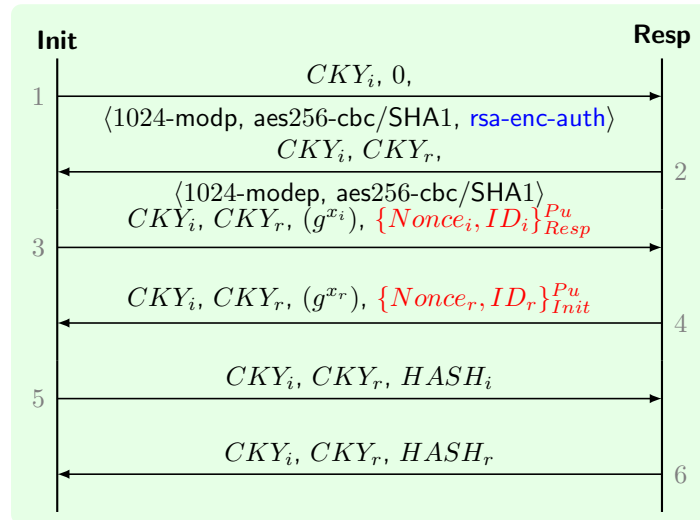 Init Resp
CKY_i, 0,
1
⟨1024-modp, aes256-cbc/SHA1, rsa-enc-auth⟩
CKY_i, CKY_r,
2
⟨1024-modep, aes256-cbc/SHA1⟩
CKY_i, CKY_r, (g^{x_i}), {Nonce_i, ID_i}^{Pu}_{Resp}
3
CKY_i, CKY_r, (g^{x_r}), {Nonce_r, ID_r}^{Pu}_{Init}
4
CKY_i, CKY_r, HASH_i
5
CKY_i, CKY_r, HASH_r
6